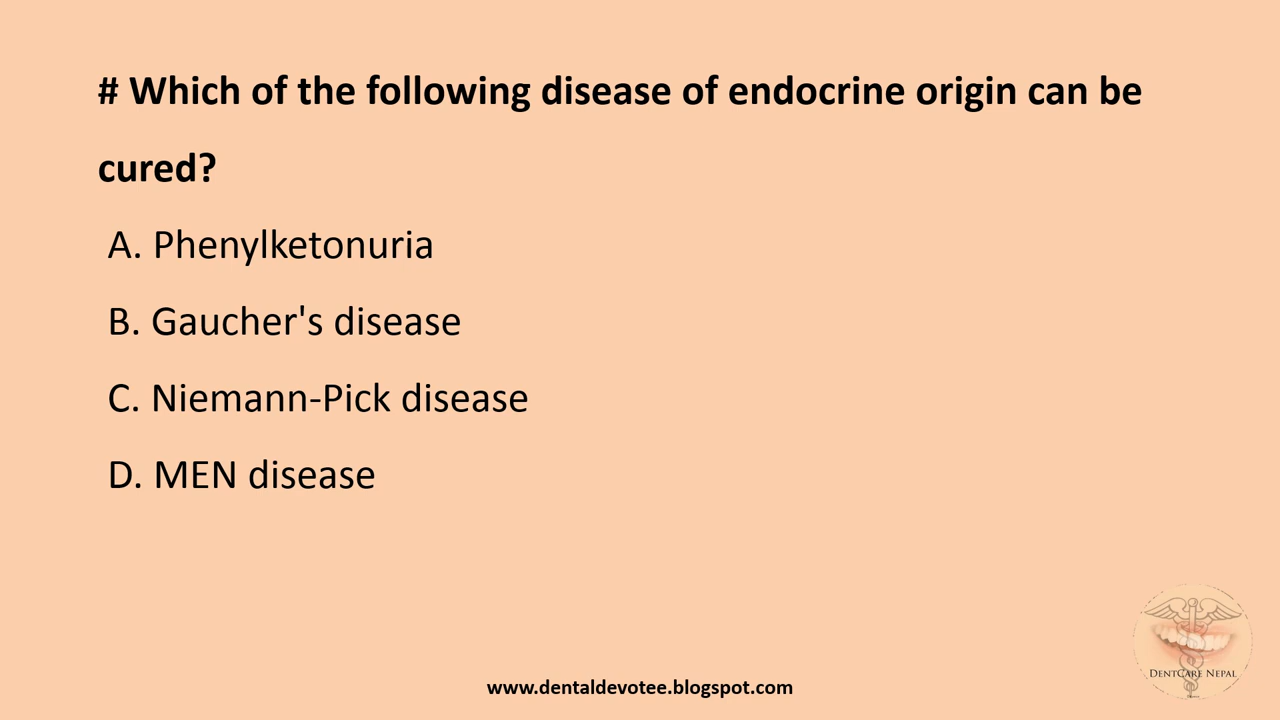 # Which of the following disease of endocrine origin can be
cured?
A. Phenylketonuria
B. Gaucher's disease
C. Niemann-Pick disease
D. MEN disease
DentCare Nepal
www.dentaldevotee.blogspot.com